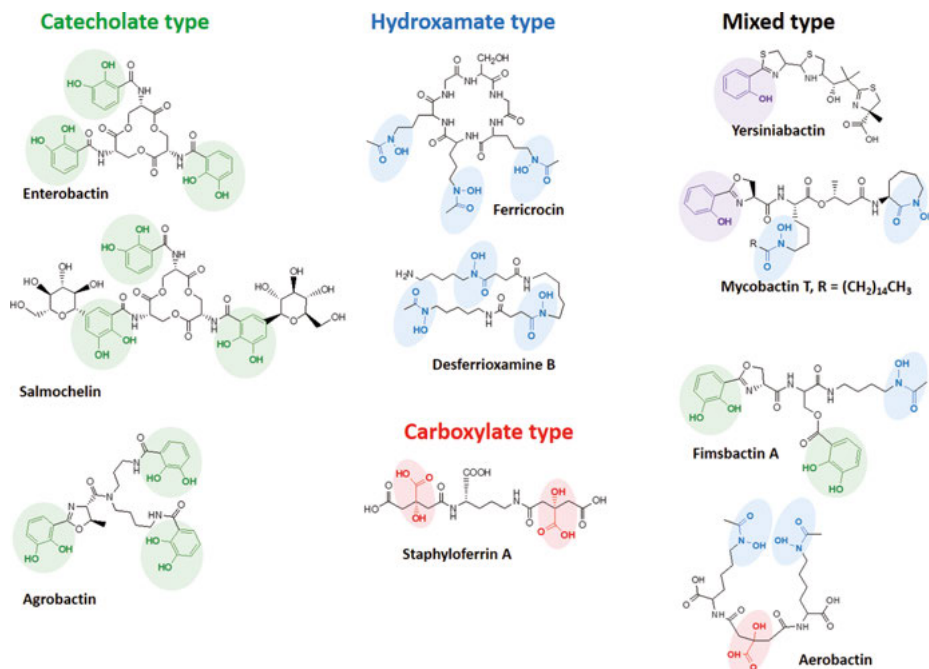 Catecholate type
Hydroxamate type
Mixed type
Enterobactin
Ferricrocin
Yersiniabactin
Mycobactin T, R = (CH₂)₁₄CH₃
Salmochelin
Desferrioxamine B
Fimsbactin A
Carboxylate type
Staphyloferrin A
Agrobactin
Aerobactin